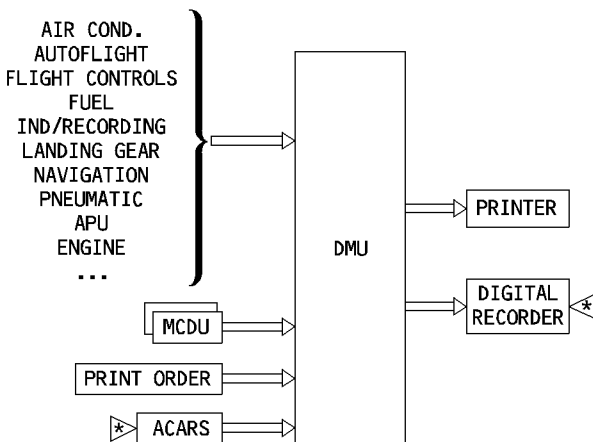 AIR COND.
AUTOFLIGHT
FLIGHT CONTROLS
FUEL
IND/RECORDING
LANDING GEAR
NAVIGATION
PNEUMATIC
APU
ENGINE
...
DMU
PRINTER
DIGITAL
RECORDER
*
MCDU
PRINT ORDER
*
ACARS